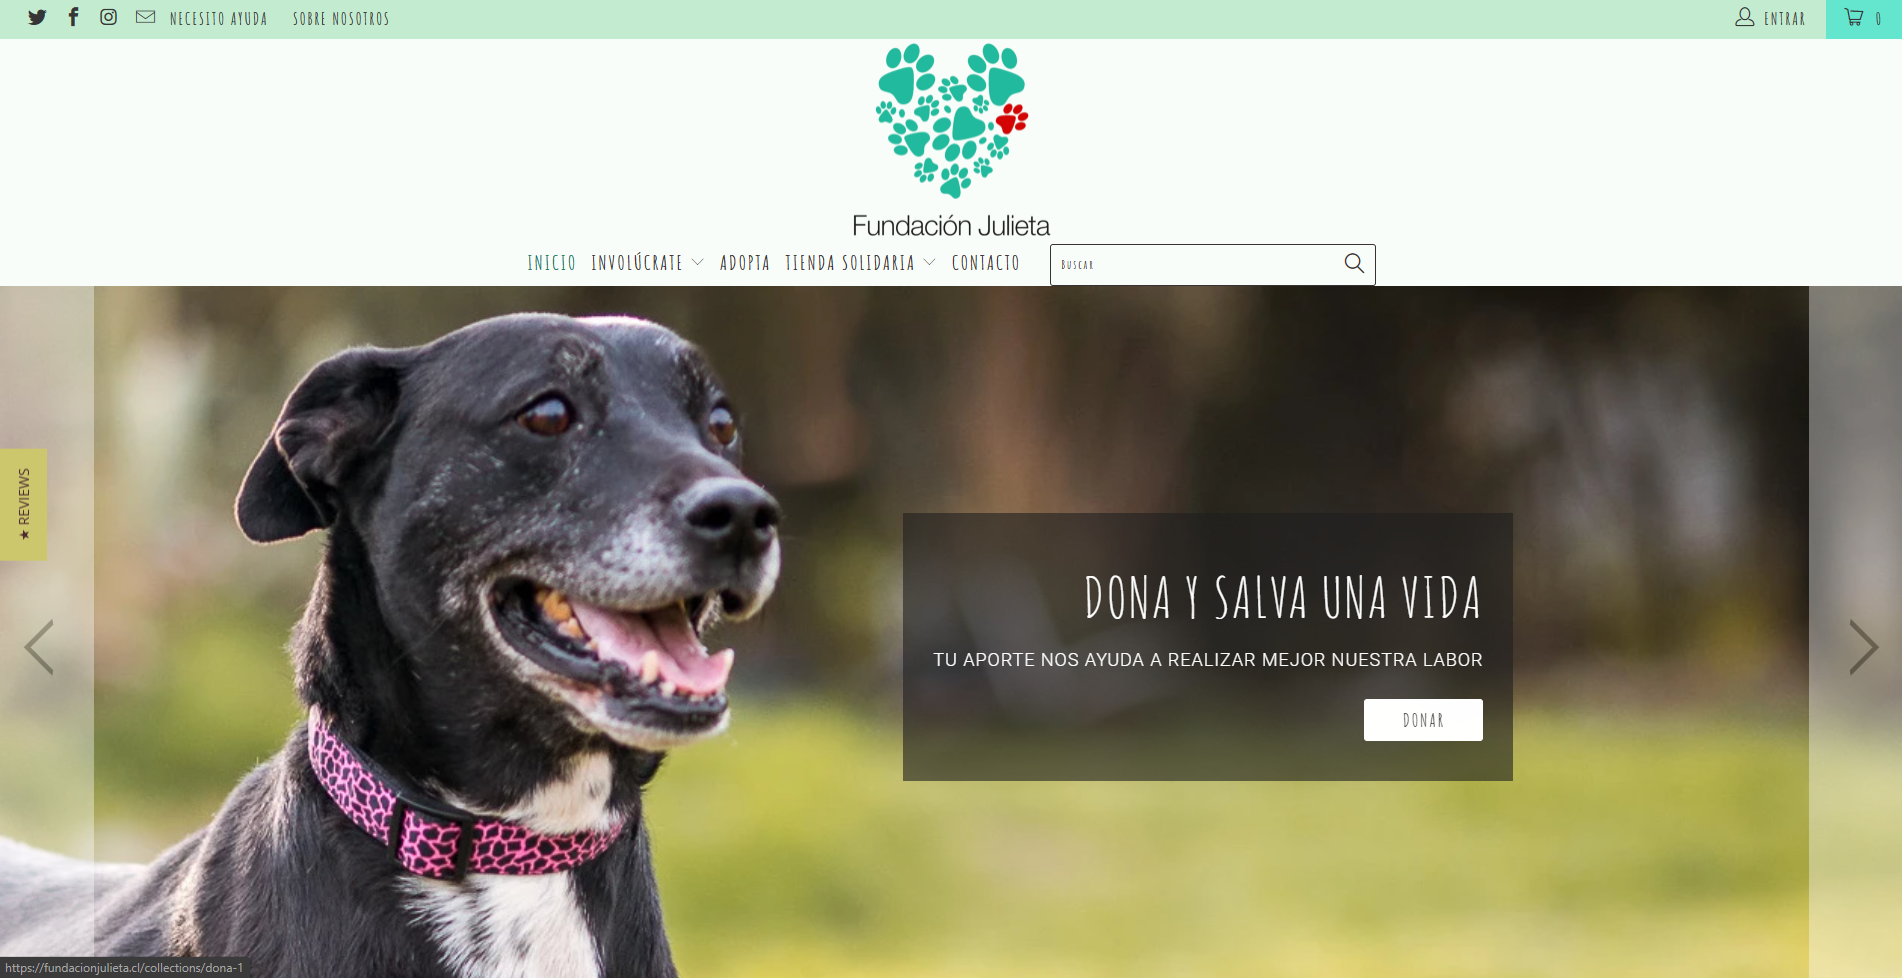 NECESITO AYUDA SOBRE NOSOTROS ENTRAR 0
Fundación Julieta
INICIO INVOLÚCRATE ADOPTA TIENDA SOLIDARIA CONTACTO Buscar
★ REVIEWS
DONA Y SALVA UNA VIDA
TU APORTE NOS AYUDA A REALIZAR MEJOR NUESTRA LABOR
DONAR
https://fundacionjulieta.cl/collections/dona-1